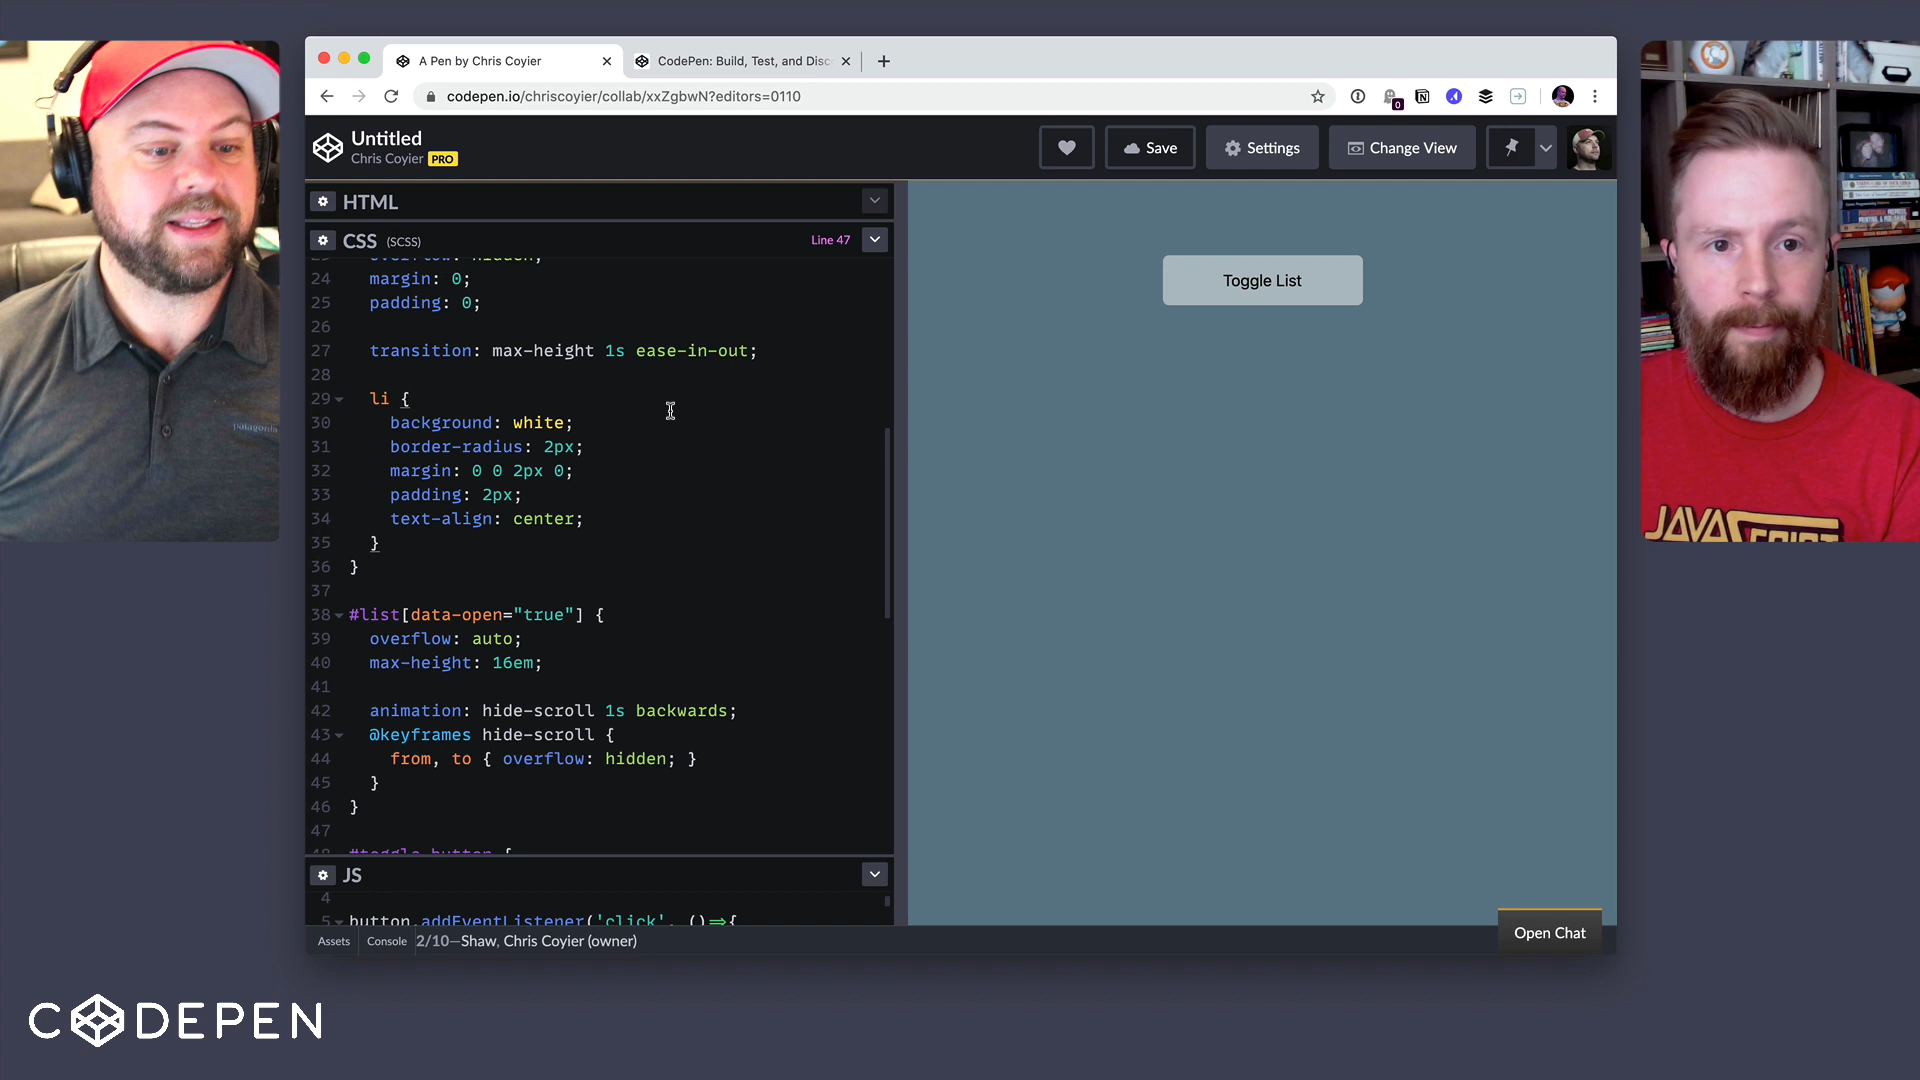 A Pen by Chris Coyier
CodePen: Build, Test, and Disc
codepen.io/chriscoyier/collab/xxZgbwN?editors=0110
0
Untitled
Chris Coyier PRO
Save
Settings
Change View
HTML
CSS (SCSS)
Line 47
24 margin: 0;
25 padding: 0;
26
27 transition: max-height 1s ease-in-out;
28
29 li {
30 background: white;
31 border-radius: 2px;
32 margin: 0 0 2px 0;
33 padding: 2px;
34 text-align: center;
35 }
36 }
37
38 #list[data-open="true"] {
39 overflow: auto;
40 max-height: 16em;
41
42 animation: hide-scroll 1s backwards;
43 @keyframes hide-scroll {
44 from, to { overflow: hidden; }
45 }
46 }
47
JS
4
5 button.addEventListener('click', ()=>{
Assets
Console
2/10—Shaw, Chris Coyier (owner)
Toggle List
Open Chat
patagonia
JAVASCRIPT
CODEPEN